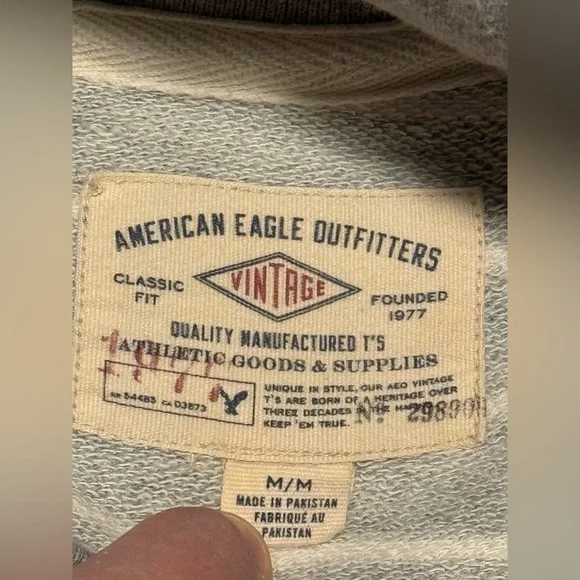 AMERICAN EAGLE OUTFITTERS
CLASSIC
FIT
VINTAGE
FOUNDED
1977
QUALITY MANUFACTURED T'S
ATHLETIC GOODS & SUPPLIES
1977
RN 54485 CA 03873
UNIQUE IN STYLE, OUR AEO VINTAGE
T'S ARE BORN OF A HERITAGE OVER
THREE DECADES
KEEP 'EM TRUE.
No.
M/M
MADE IN PAKISTAN
FABRIQUÉ AU
PAKISTAN